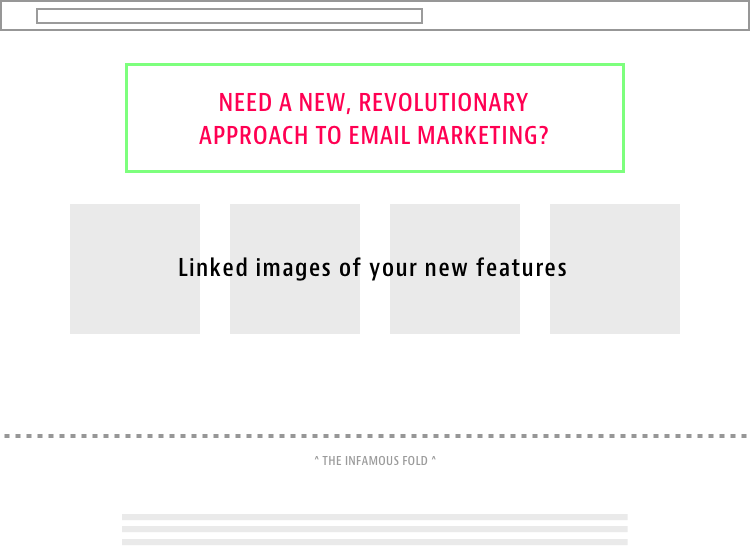 NEED A NEW, REVOLUTIONARY
APPROACH TO EMAIL MARKETING?
Linked images of your new features
^ THE INFAMOUS FOLD ^